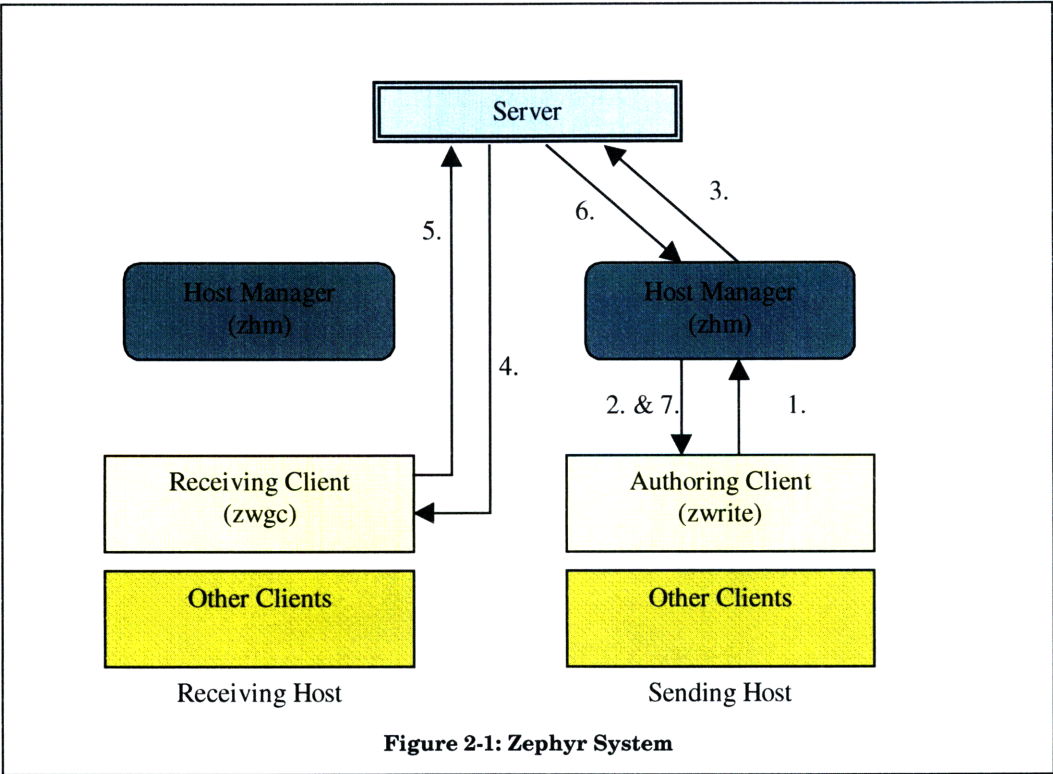 Server
3.
6.
5.
Host Manager
(zhm)
Host Manager
(zhm)
4.
2. & 7.
1.
Receiving Client
(zwgc)
Authoring Client
(zwrite)
Other Clients
Other Clients
Receiving Host
Sending Host
Figure 2-1: Zephyr System